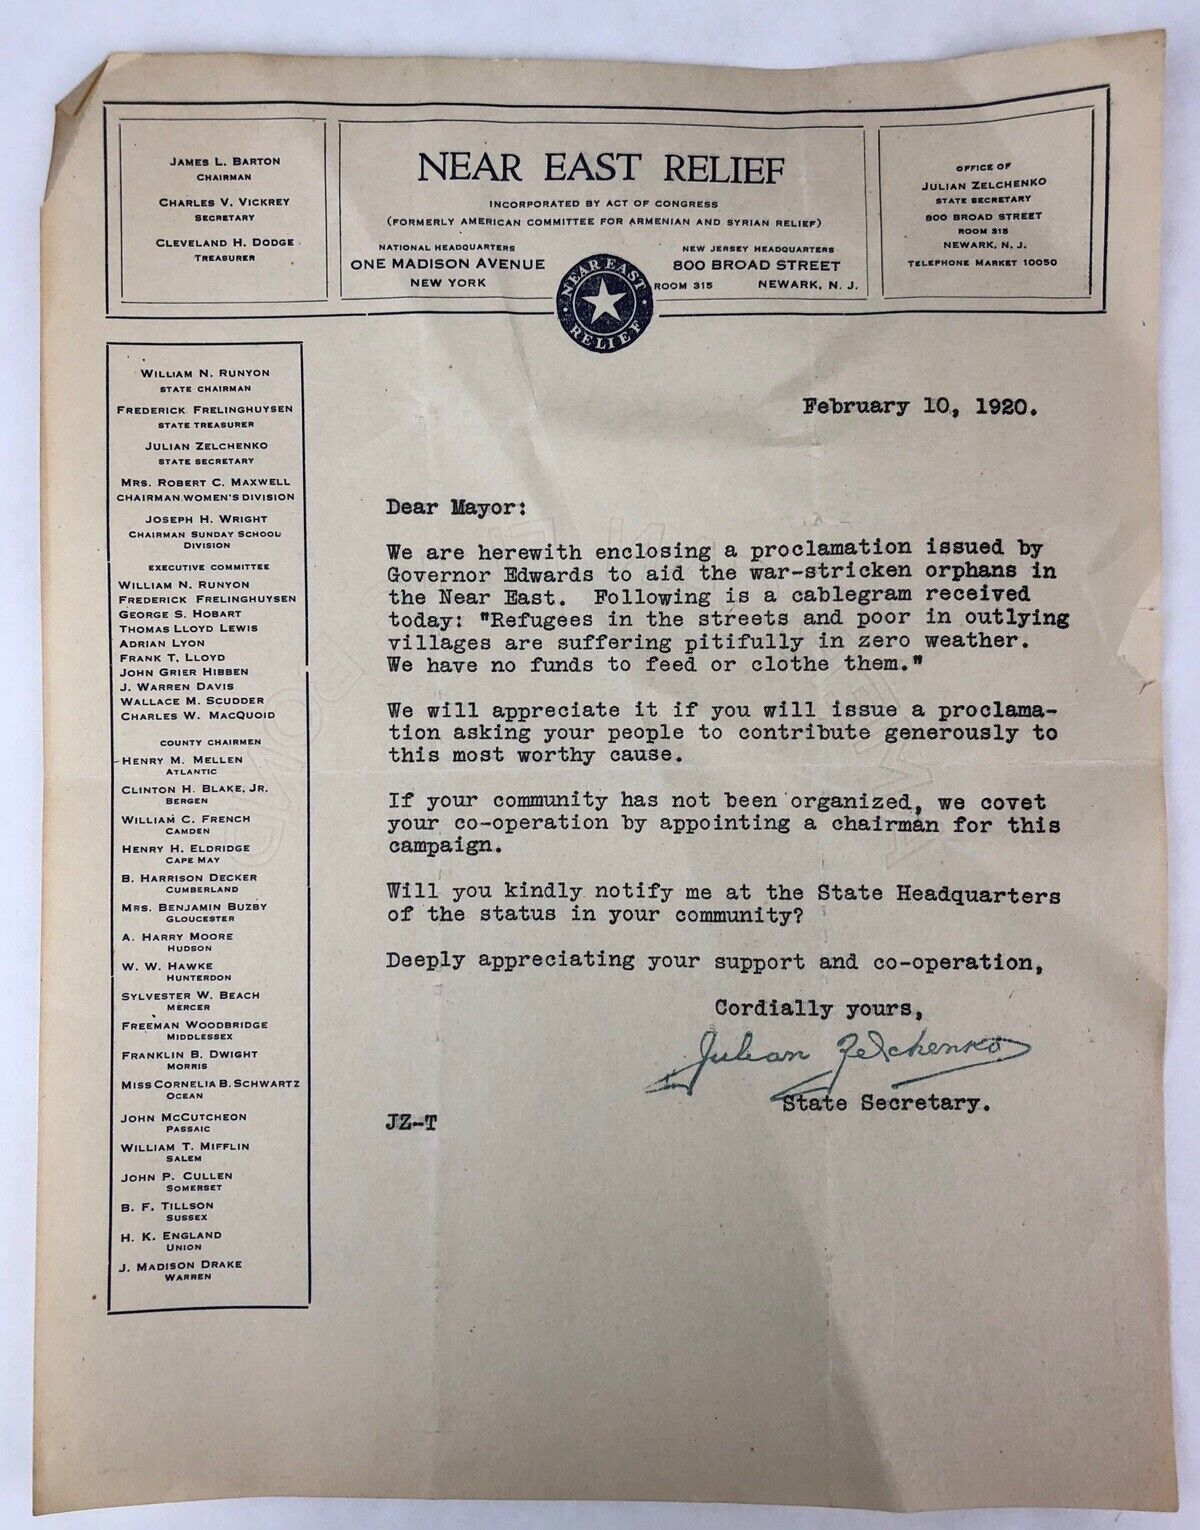 JAMES L. BARTON
CHAIRMAN
CHARLES V. VICKREY
SECRETARY
CLEVELAND H. DODGE
TREASURER
NEAR EAST RELIEF
INCORPORATED BY ACT OF CONGRESS
(FORMERLY AMERICAN COMMITTEE FOR ARMENIAN AND SYRIAN RELIEF)
NATIONAL HEADQUARTERS
ONE MADISON AVENUE
NEW YORK
NEW JERSEY HEADQUARTERS
800 BROAD STREET
ROOM 315 NEWARK, N. J.
NEAR EAST
RELIEF
OFFICE OF
JULIAN ZELCHENKO
STATE SECRETARY
800 BROAD STREET
ROOM 315
NEWARK, N. J.
TELEPHONE MARKET 10050
WILLIAM N. RUNYON
STATE CHAIRMAN
FREDERICK FRELINGHUYSEN
STATE TREASURER
JULIAN ZELCHENKO
STATE SECRETARY
MRS. ROBERT C. MAXWELL
CHAIRMAN WOMEN'S DIVISION
JOSEPH H. WRIGHT
CHAIRMAN SUNDAY SCHOOL
DIVISION
EXECUTIVE COMMITTEE
WILLIAM N. RUNYON
FREDERICK FRELINGHUYSEN
GEORGE S. HOBART
THOMAS LLOYD LEWIS
ADRIAN LYON
FRANK T. LLOYD
JOHN GRIER HIBBEN
J. WARREN DAVIS
WALLACE M. SCUDDER
CHARLES W. MACQUOID
COUNTY CHAIRMEN
HENRY M. MELLEN
ATLANTIC
CLINTON H. BLAKE, JR.
BERGEN
WILLIAM C. FRENCH
CAMDEN
HENRY H. ELDRIDGE
CAPE MAY
B. HARRISON DECKER
CUMBERLAND
MRS. BENJAMIN BUZBY
GLOUCESTER
A. HARRY MOORE
HUDSON
W. W. HAWKE
HUNTERDON
SYLVESTER W. BEACH
MERCER
FREEMAN WOODBRIDGE
MIDDLESSEX
FRANKLIN B. DWIGHT
MORRIS
MISS CORNELIA B. SCHWARTZ
OCEAN
JOHN MCCUTCHEON
PASSAIC
WILLIAM T. MIFFLIN
SALEM
JOHN P. CULLEN
SOMERSET
B. F. TILLSON
SUSSEX
H. K. ENGLAND
UNION
J. MADISON DRAKE
WARREN
February 10, 1920.
Dear Mayor:
We are herewith enclosing a proclamation issued by
Governor Edwards to aid the war-stricken orphans in
the Near East. Following is a cablegram received
today: "Refugees in the streets and poor in outlying
villages are suffering pitifully in zero weather.
We have no funds to feed or clothe them."
We will appreciate it if you will issue a proclama-
tion asking your people to contribute generously to
this most worthy cause.
If your community has not been organized, we covet
your co-operation by appointing a chairman for this
campaign.
Will you kindly notify me at the State Headquarters
of the status in your community?
Deeply appreciating your support and co-operation,
Cordially yours,
Julian Zelchenko
State Secretary.
JZ-T